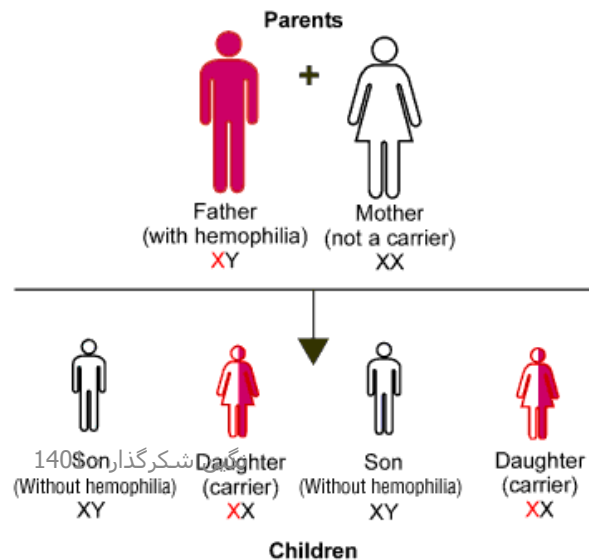 Parents
+
Father
(with hemophilia)
XY
Mother
(not a carrier)
XX
Son
(Without hemophilia)
XY
Daughter
(carrier)
XX
Son
(Without hemophilia)
XY
Daughter
(carrier)
XX
شکرگذار
Children